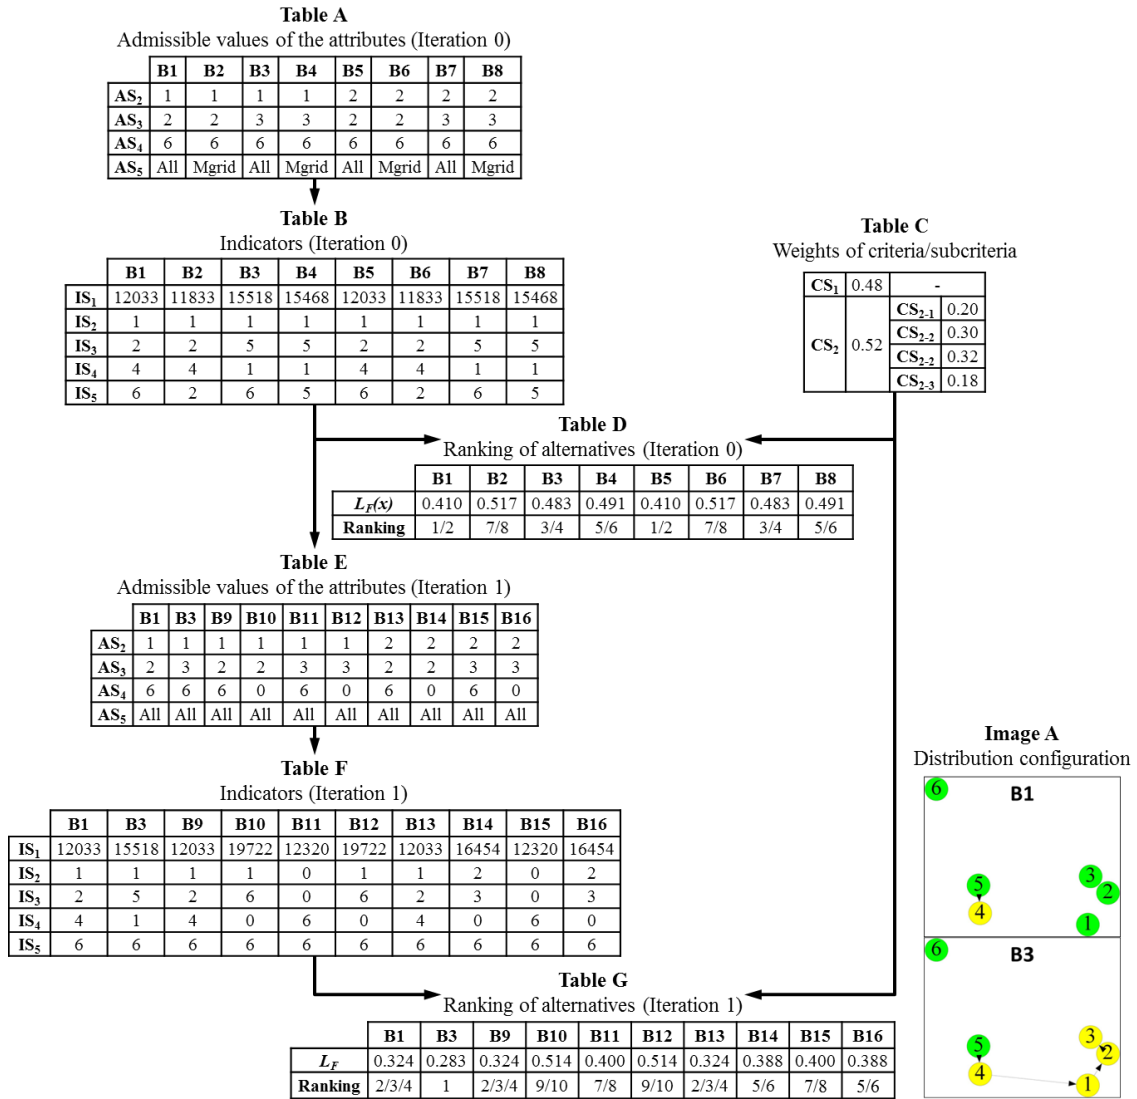 Table A
Admissible values of the attributes (Iteration 0)
B1 B2 B3 B4 B5 B6 B7 B8
AS2 1 1 1 1 2 2 2 2
AS3 2 2 3 3 2 2 3 3
AS4 6 6 6 6 6 6 6 6
AS5 All Mgrid All Mgrid All Mgrid All Mgrid
Table B
Indicators (Iteration 0)
B1 B2 B3 B4 B5 B6 B7 B8
IS1 12033 11833 15518 15468 12033 11833 15518 15468
IS2 1 1 1 1 1 1 1 1
IS3 2 2 5 5 2 2 5 5
IS4 4 4 1 1 4 4 1 1
IS5 6 2 6 5 6 2 6 5
Table C
Weights of criteria/subcriteria
CS1 0.48 -
CS2 0.52
CS2-1 0.20
CS2-2 0.30
CS2-2 0.32
CS2-3 0.18
Table D
Ranking of alternatives (Iteration 0)
B1 B2 B3 B4 B5 B6 B7 B8
LF(x) 0.410 0.517 0.483 0.491 0.410 0.517 0.483 0.491
Ranking 1/2 7/8 3/4 5/6 1/2 7/8 3/4 5/6
Table E
Admissible values of the attributes (Iteration 1)
B1 B3 B9 B10 B11 B12 B13 B14 B15 B16
AS2 1 1 1 1 1 1 2 2 2 2
AS3 2 3 2 2 3 3 2 2 3 3
AS4 6 6 6 0 6 0 6 0 6 0
AS5 All All All All All All All All All All
Table F
Indicators (Iteration 1)
B1 B3 B9 B10 B11 B12 B13 B14 B15 B16
IS1 12033 15518 12033 19722 12320 19722 12033 16454 12320 16454
IS2 1 1 1 1 0 1 1 2 0 2
IS3 2 5 2 6 0 6 2 3 0 3
IS4 4 1 4 0 6 0 4 0 6 0
IS5 6 6 6 6 6 6 6 6 6 6
Table G
Ranking of alternatives (Iteration 1)
B1 B3 B9 B10 B11 B12 B13 B14 B15 B16
LF 0.324 0.283 0.324 0.514 0.400 0.514 0.324 0.388 0.400 0.388
Ranking 2/3/4 1 2/3/4 9/10 7/8 9/10 2/3/4 5/6 7/8 5/6
Image A
Distribution configuration
B1
6
3
5
2
4
1
B3
6
3
5
2
4
1